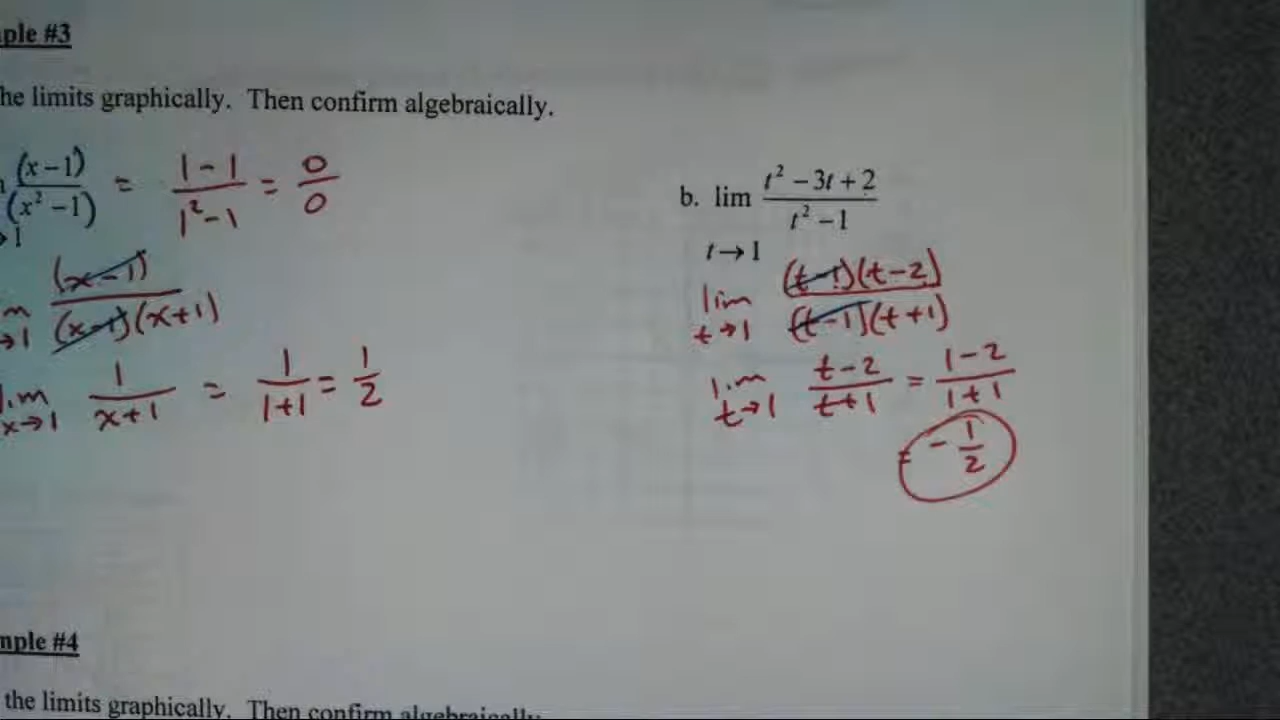 ple #3
he limits graphically. Then confirm algebraically.
(x – 1) / (x² – 1) = 1 – 1 / 1² – 1 = 0 / 0
→ 1
m →1 (x – 1) / (x – 1)(x + 1)
lim x→1 1 / x + 1 = 1 / 1 + 1 = 1 / 2
b. lim t² – 3t + 2 / t² – 1
t → 1
lim t→1 (t – 1)(t – 2) / (t – 1)(t + 1)
lim t→1 t – 2 / t + 1 = 1 – 2 / 1 + 1
= – 1 / 2
mple #4
the limits graphically. Then confirm algebraically.